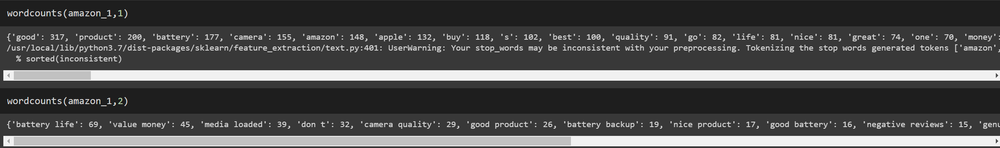 wordcounts(amazon_1,1)
{'good': 317, 'product': 200, 'battery': 177, 'camera': 155, 'amazon': 148, 'apple': 132, 'buy': 118, 's': 102, 'best': 100, 'quality': 91, 'go': 82, 'life': 81, 'nice': 81, 'great': 74, 'one': 70, 'money':
/usr/local/lib/python3.7/dist-packages/sklearn/feature_extraction/text.py:401: UserWarning: Your stop_words may be inconsistent with your preprocessing. Tokenizing the stop words generated tokens ['amazon',
% sorted(inconsistent)
wordcounts(amazon_1,2)
{'battery life': 69, 'value money': 45, 'media loaded': 39, 'don t': 32, 'camera quality': 29, 'good product': 26, 'battery backup': 19, 'nice product': 17, 'good battery': 16, 'negative reviews': 15, 'genu